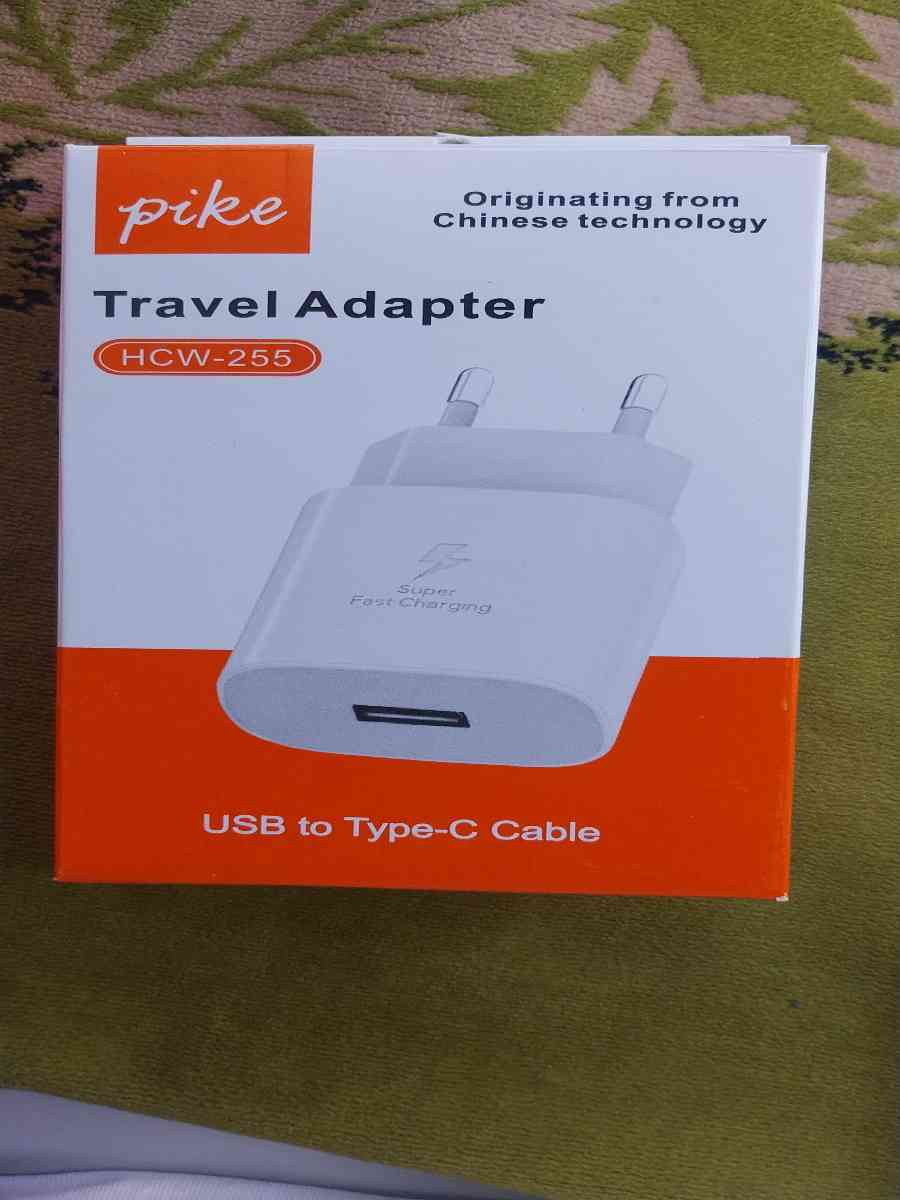 pike
Originating from
Chinese technology
Travel Adapter
HCW-255
Super
Fast Charging
USB to Type-C Cable